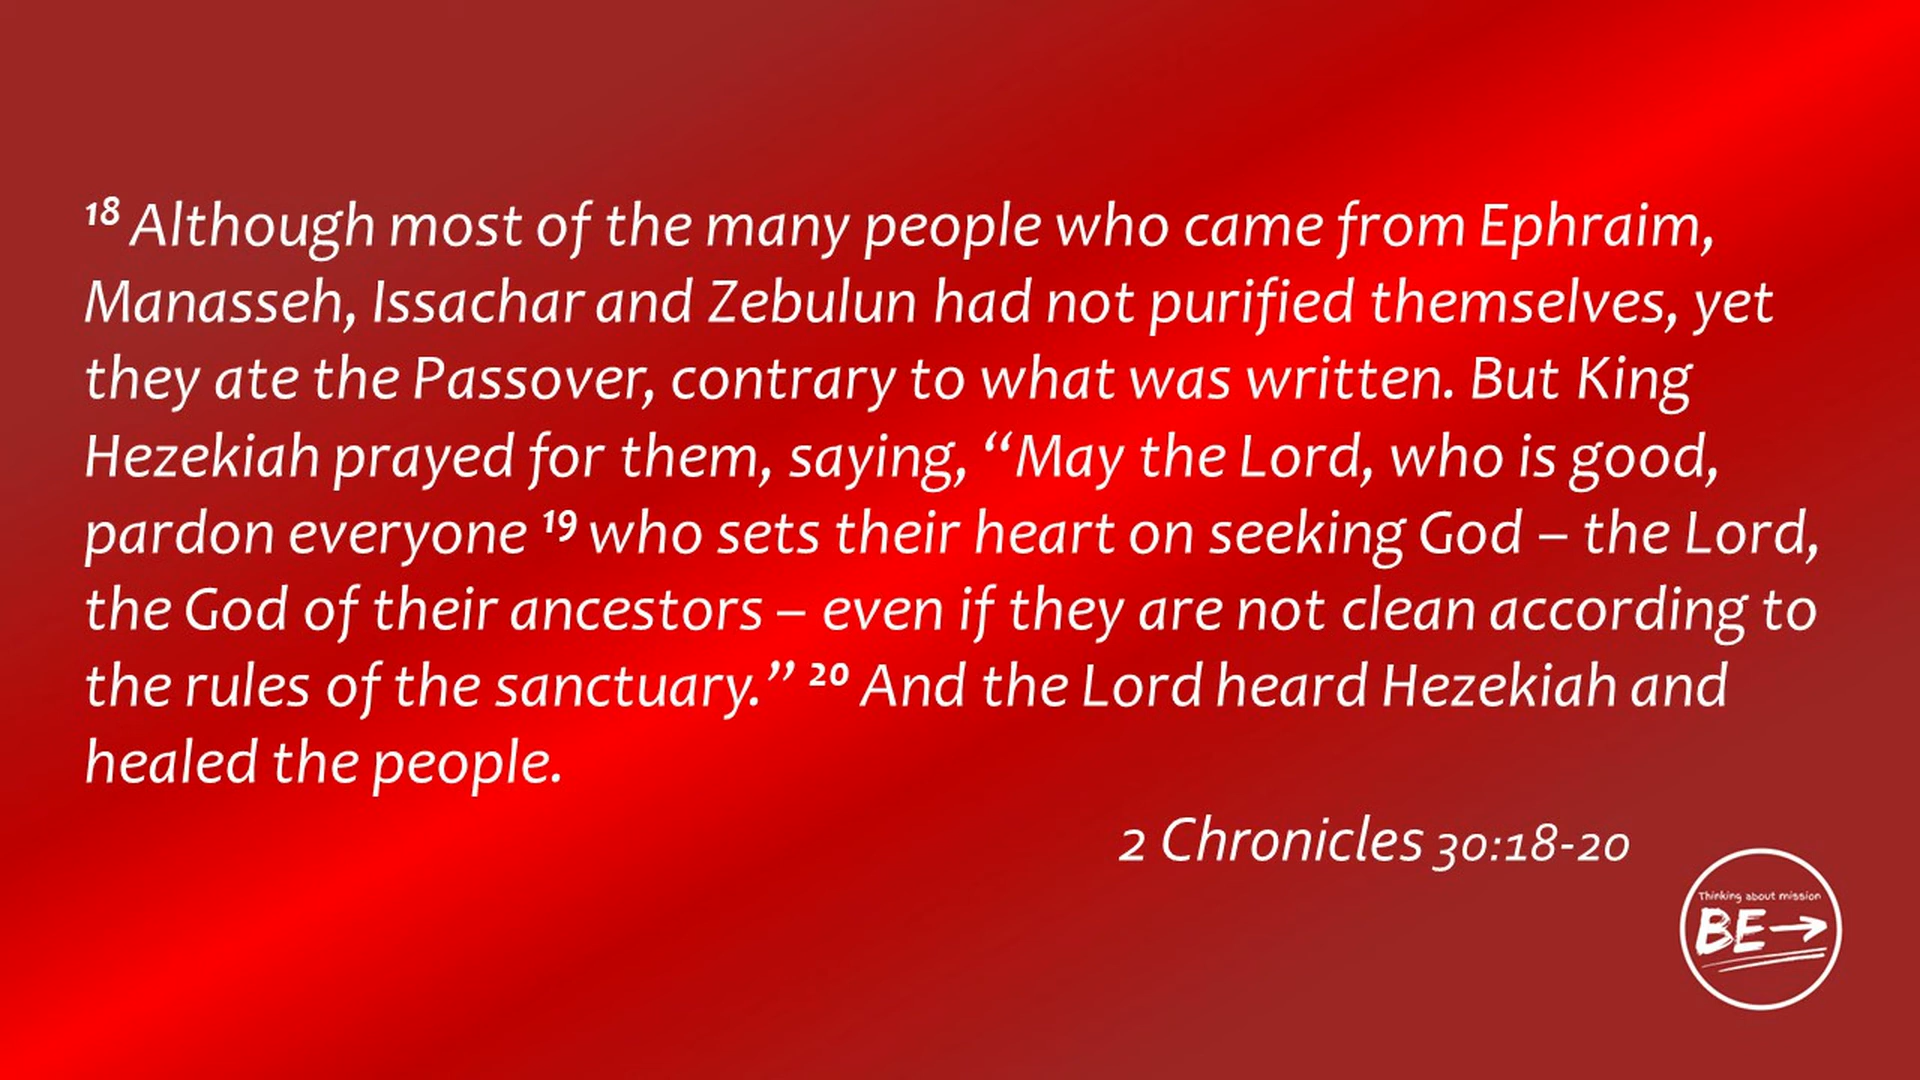 18 Although most of the many people who came from Ephraim,
Manasseh, Issachar and Zebulun had not purified themselves, yet
they ate the Passover, contrary to what was written. But King
Hezekiah prayed for them, saying, “May the Lord, who is good,
pardon everyone 19 who sets their heart on seeking God – the Lord,
the God of their ancestors – even if they are not clean according to
the rules of the sanctuary.” 20 And the Lord heard Hezekiah and
healed the people.
2 Chronicles 30:18-20
Thinking about mission
BE→